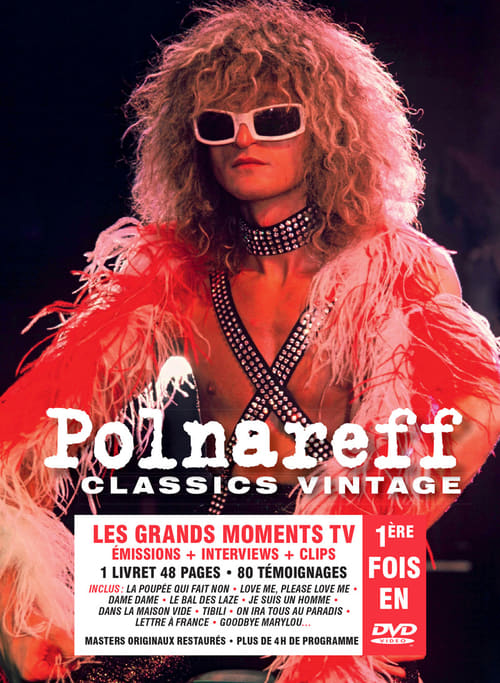 Polnareff
CLASSICS VINTAGE
LES GRANDS MOMENTS TV
ÉMISSIONS + INTERVIEWS + CLIPS
1 LIVRET 48 PAGES • 80 TÉMOIGNAGES
INCLUS : LA POUPÉE QUI FAIT NON • LOVE ME, PLEASE LOVE ME •
DAME DAME • LE BAL DES LAZE • JE SUIS UN HOMME •
DANS LA MAISON VIDE • TIBILI • ON IRA TOUS AU PARADIS •
LETTRE À FRANCE • GOODBYE MARYLOU...
MASTERS ORIGINAUX RESTAURÉS • PLUS DE 4H DE PROGRAMME
1ÈRE
FOIS
EN
DVD
VIDEO